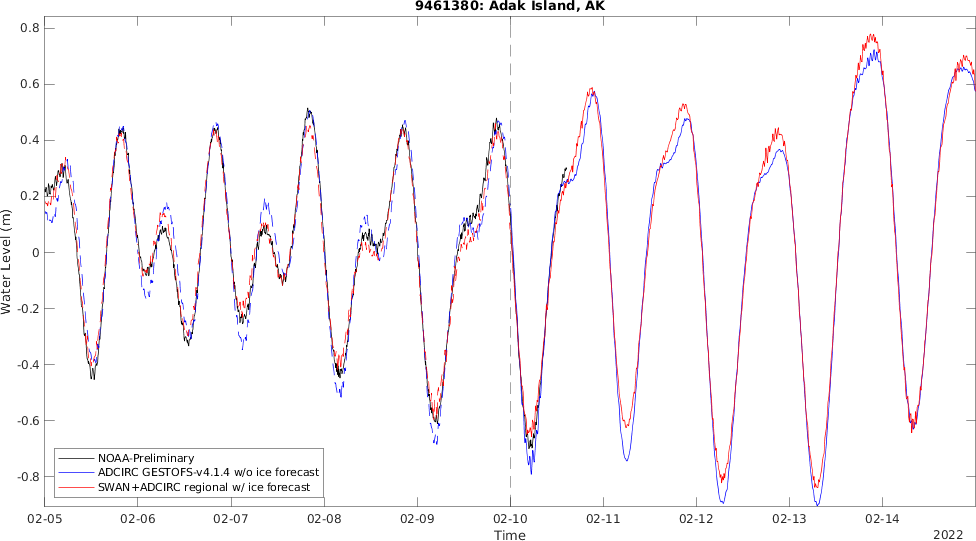 9461380: Adak Island, AK
0.8
0.6
0.4
0.2
0
-0.2
-0.4
-0.6
-0.8
Water Level (m)
NOAA-Preliminary
ADCIRC GESTOFS-v4.1.4 w/o ice forecast
SWAN+ADCIRC regional w/ ice forecast
02-05 02-06 02-07 02-08 02-09 02-10 02-11 02-12 02-13 02-14
Time
2022